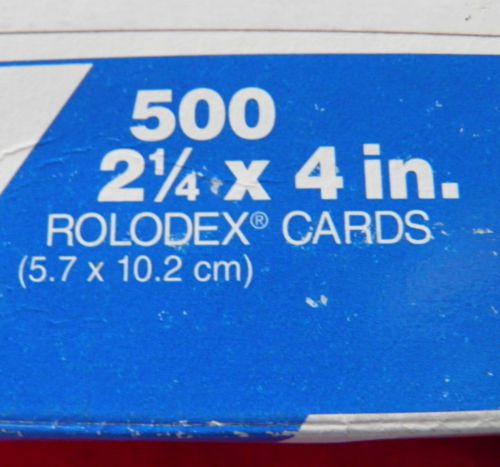 500
2¼ x 4 in.
ROLODEX® CARDS
(5.7 x 10.2 cm)